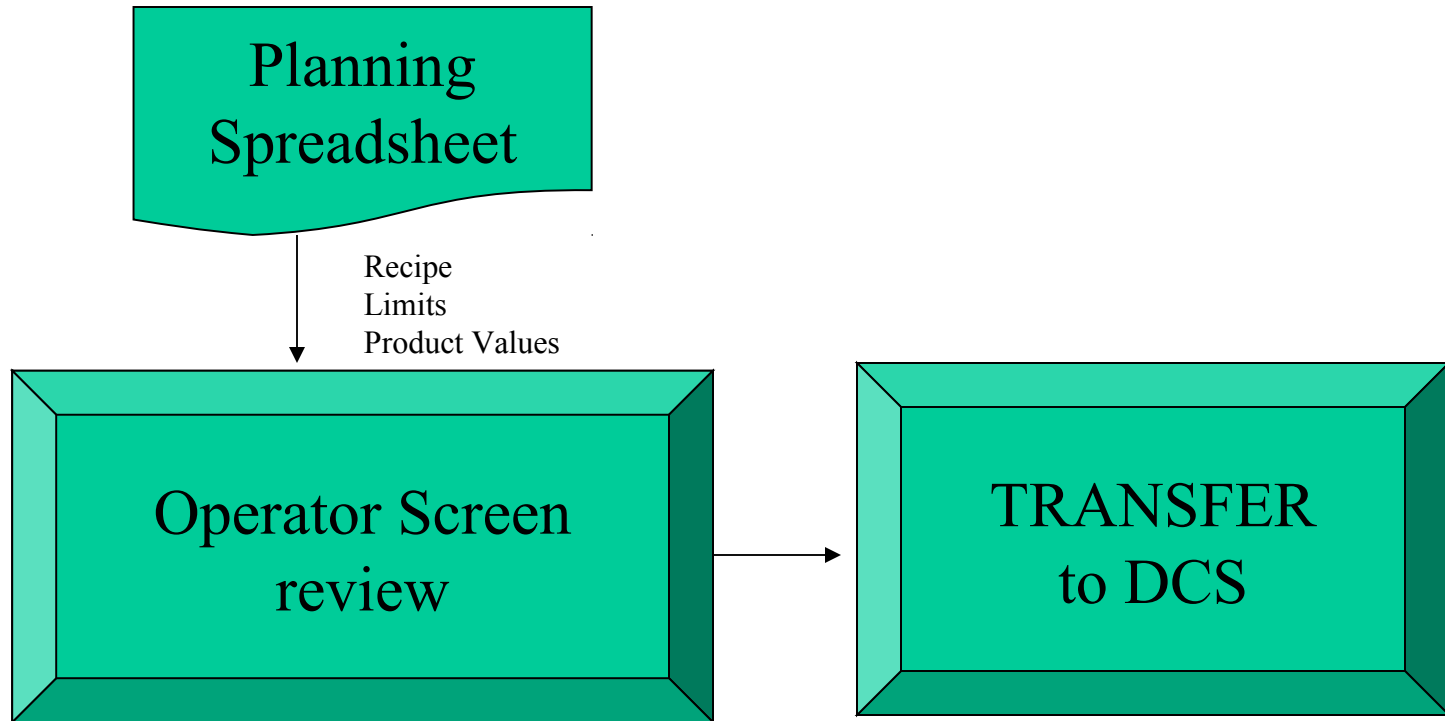 Planning
Spreadsheet
Recipe
Limits
Product Values
Operator Screen
review
TRANSFER
to DCS